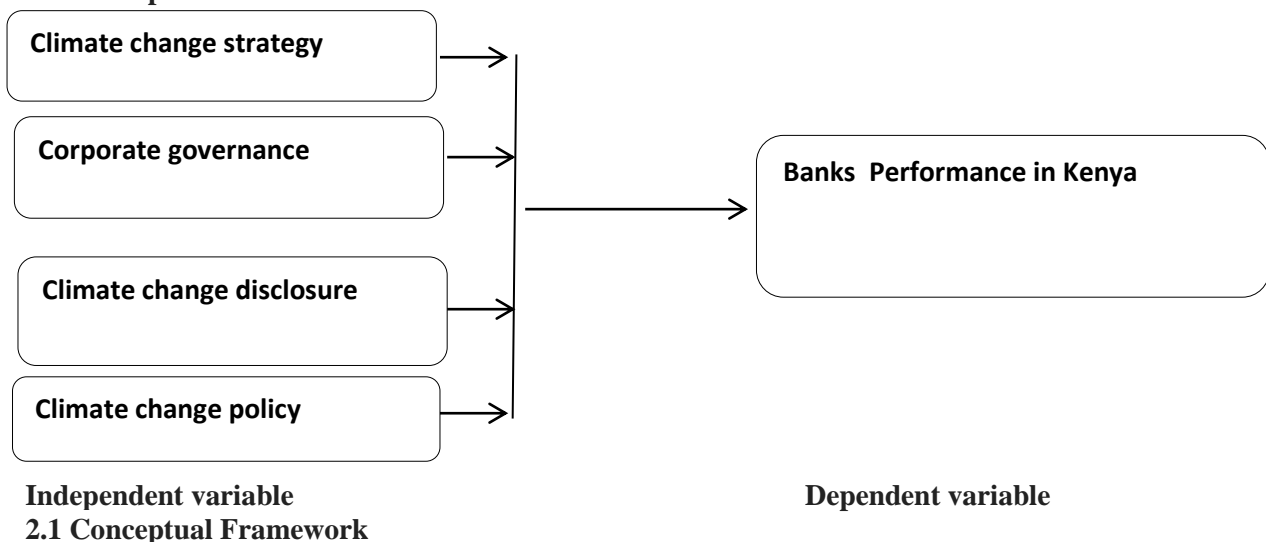 Climate change strategy
Corporate governance
Banks Performance in Kenya
Climate change disclosure
Climate change policy
Independent variable
Dependent variable
2.1 Conceptual Framework